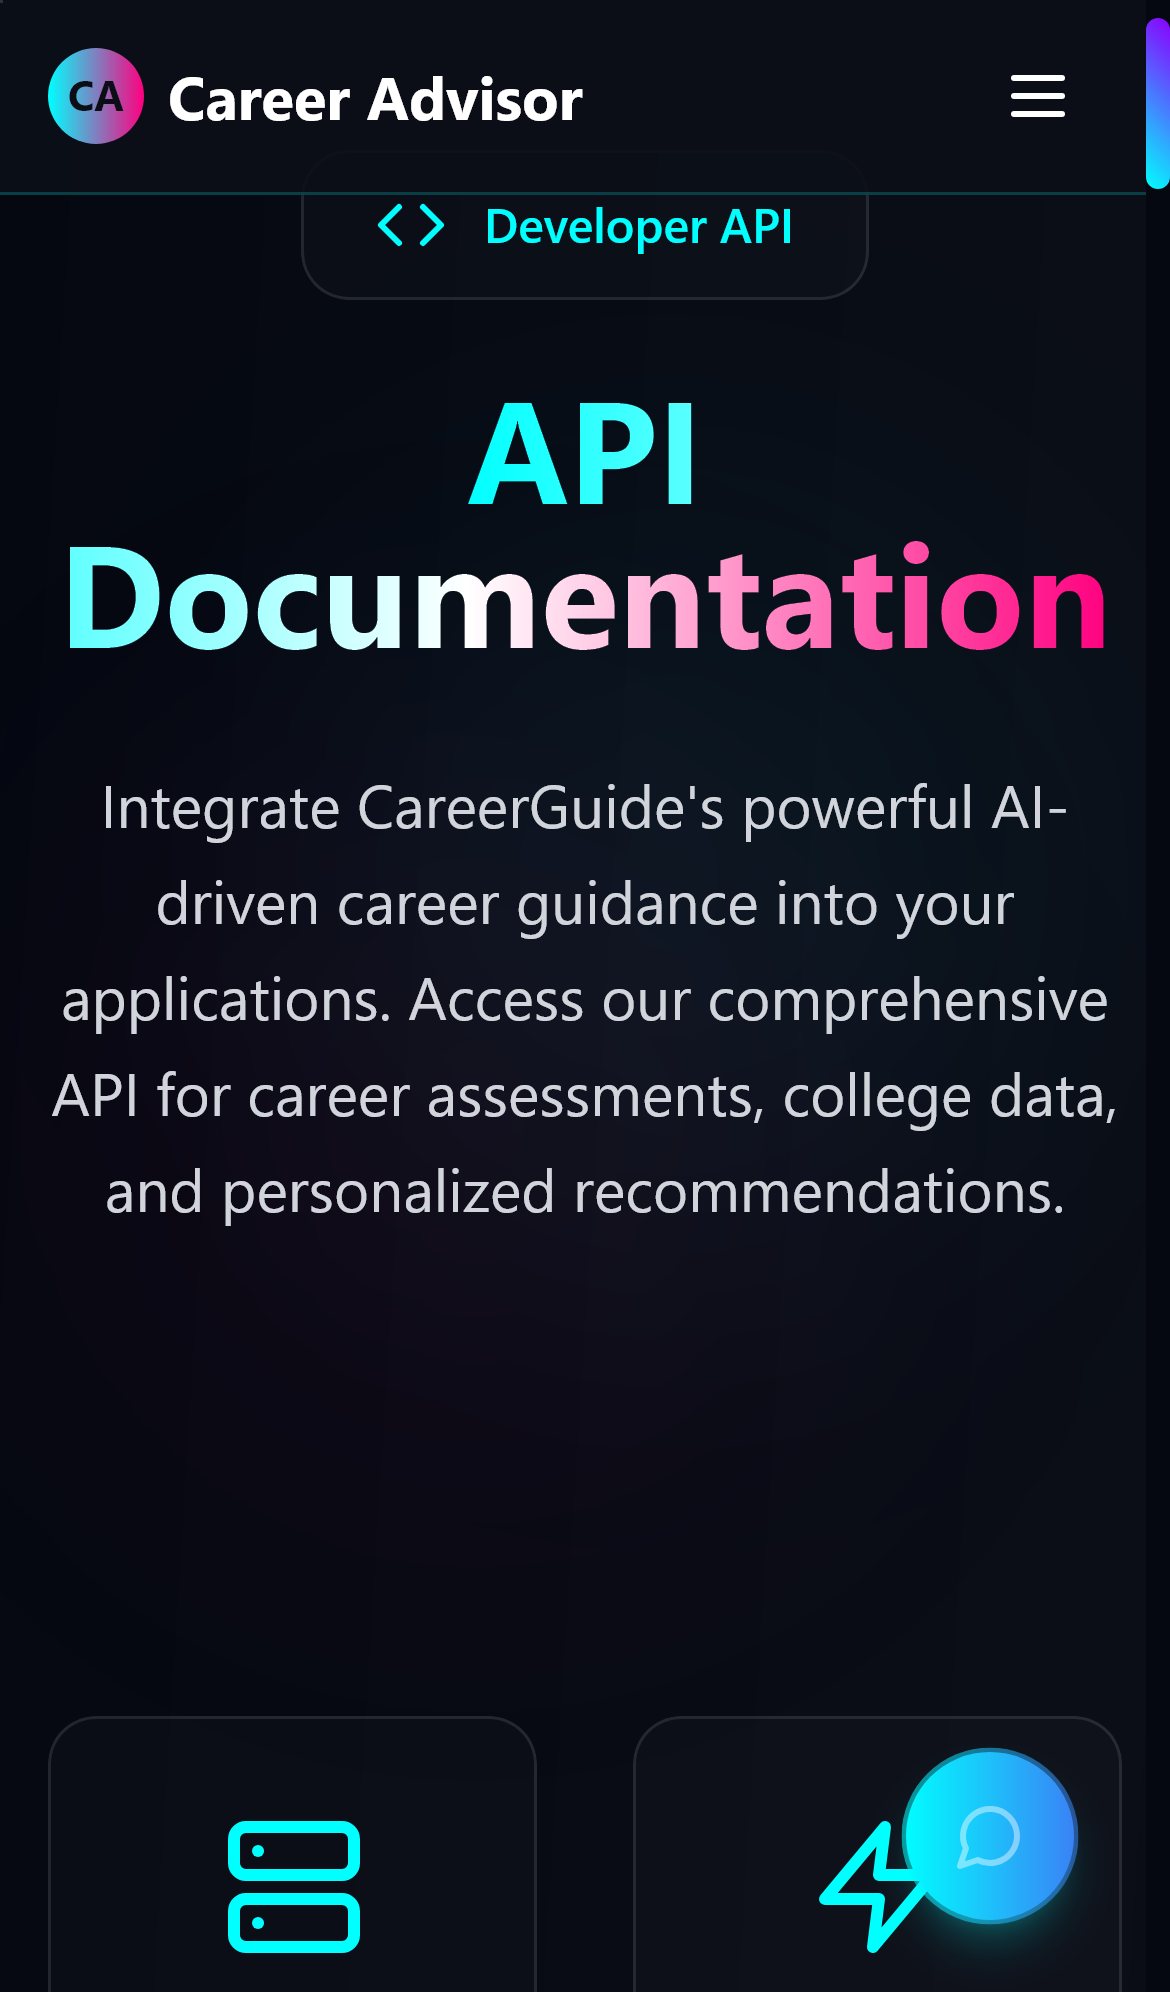 CA Career Advisor
Developer API
API
Documentation
Integrate CareerGuide's powerful AI-
driven career guidance into your
applications. Access our comprehensive
API for career assessments, college data,
and personalized recommendations.